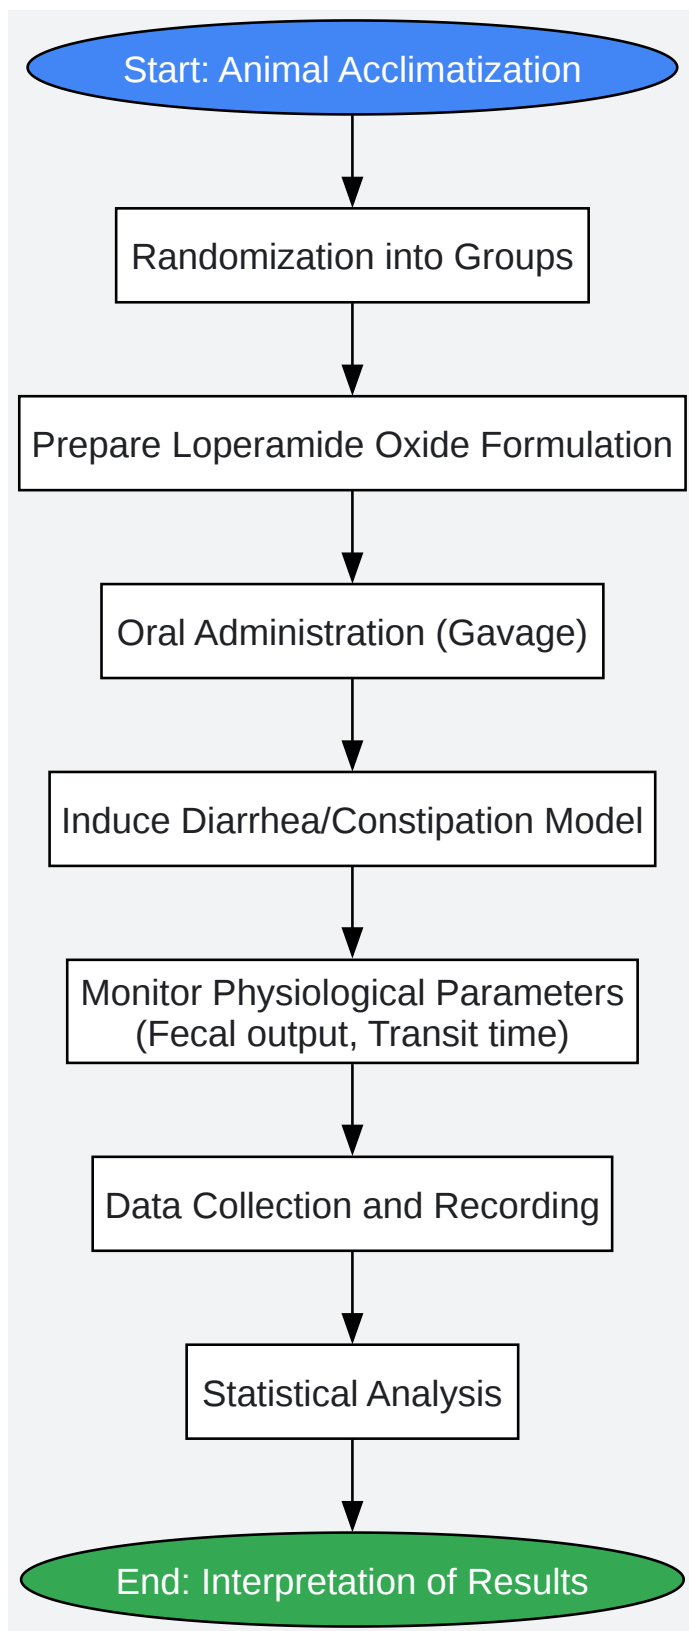 Start: Animal Acclimatization
Randomization into Groups
Prepare Loperamide Oxide Formulation
Oral Administration (Gavage)
Induce Diarrhea/Constipation Model
Monitor Physiological Parameters
(Fecal output, Transit time)
Data Collection and Recording
Statistical Analysis
End: Interpretation of Results